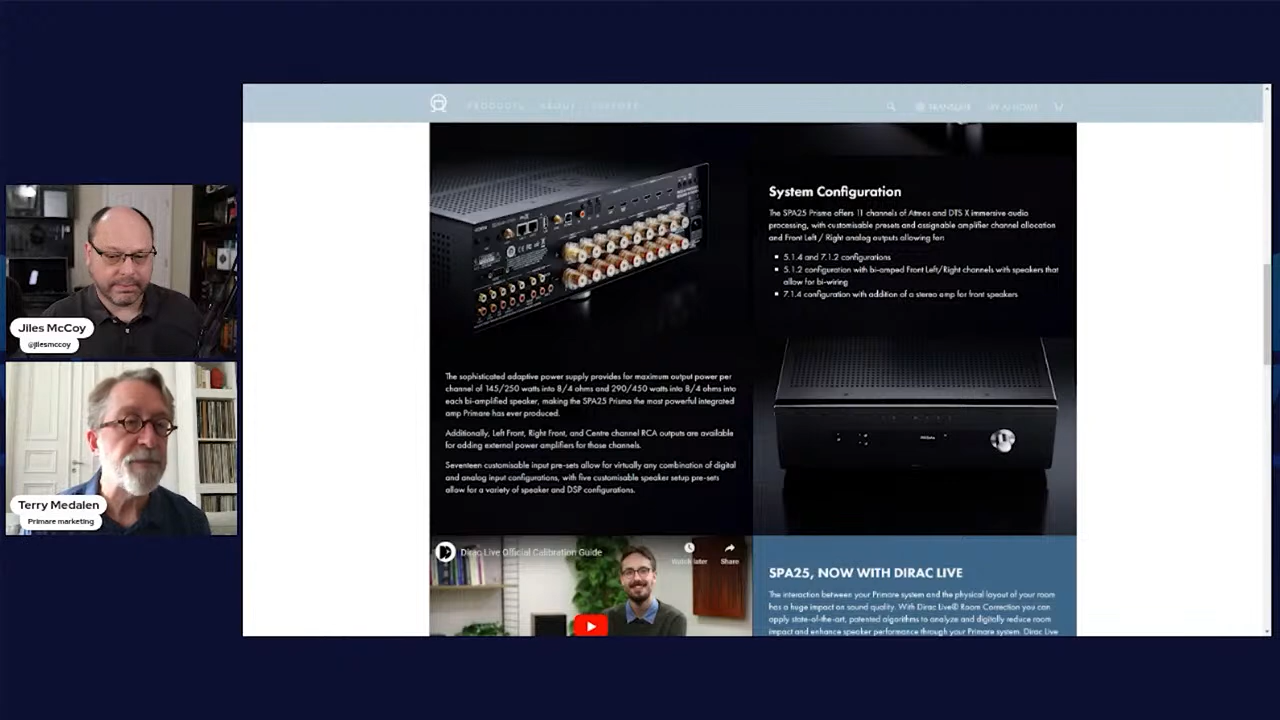 PRODUCTS ABOUT SUPPORT
TRANSLATE
System Configuration
The SPA25 Prisma offers 11 channels of Atmos and DTS X immersive audio
processing, with customisable presets and assignable amplifier channel allocation
and Front Left / Right analog outputs allowing for:
5.1.4 and 7.1.2 configurations
5.1.2 configuration with bi-amped Front Left/Right channels with speakers that
allow for bi-wiring
7.1.4 configuration with addition of a stereo amp for front speakers
Jiles McCoy
@jilesmccoy
The sophisticated adaptive power supply provides for maximum output power per
channel of 145/250 watts into 8/4 ohms and 290/450 watts into 8/4 ohms into
each bi-amplified speaker, making the SPA25 Prisma the most powerful integrated
amp Primare has ever produced.
Additionally, Left Front, Right Front, and Centre channel RCA outputs are available
for adding external power amplifiers for those channels.
Seventeen customisable input pre-sets allow for virtually any combination of digital
and analog input configurations, with five customisable speaker setup pre-sets
allow for a variety of speaker and DSP configurations.
Terry Medalen
Primare marketing
Dirac Live Official Calibration Guide
Watch later
Share
SPA25, NOW WITH DIRAC LIVE
The interaction between your Primare system and the physical layout of your room
has a huge impact on sound quality. With Dirac Live® Room Correction you can
apply state-of-the-art, patented algorithms to analyze and digitally reduce room
impact and enhance speaker performance through your Primare system. Dirac Live